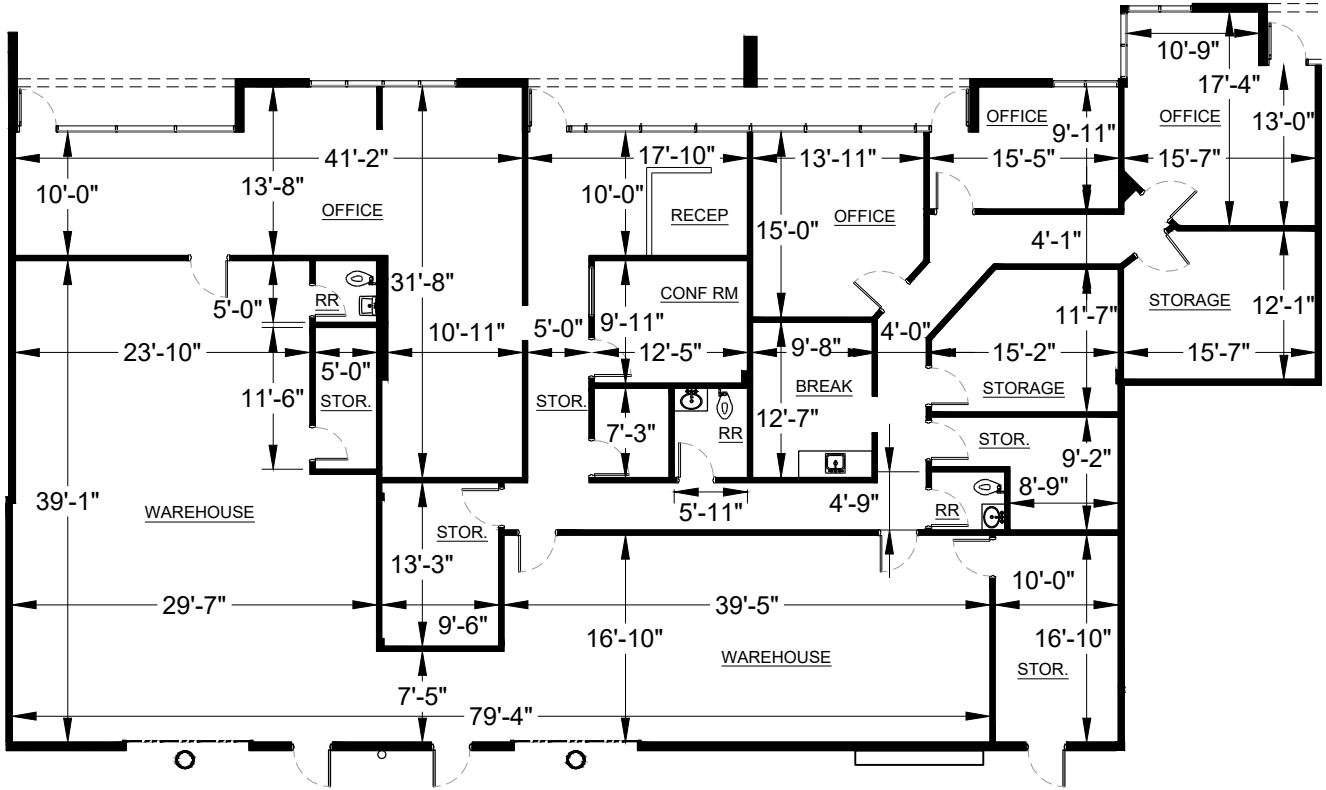 10'-9"
17'-4"
OFFICE
13'-0"
15'-7"
OFFICE
9'-11"
15'-5"
41'-2"
17'-10"
13'-11"
10'-0"
13'-8"
OFFICE
10'-0"
RECEP
OFFICE
15'-0"
4'-1"
31'-8"
CONF RM
5'-0"
RR
9'-11"
STORAGE
12'-1"
11'-7"
23'-10"
5'-0"
10'-11"
5'-0"
12'-5"
9'-8"
4'-0"
15'-2"
15'-7"
11'-6"
STOR.
STOR.
BREAK
STORAGE
12'-7"
7'-3"
RR
STOR.
9'-2"
8'-9"
39'-1"
WAREHOUSE
STOR.
5'-11"
4'-9"
RR
13'-3"
10'-0"
29'-7"
9'-6"
39'-5"
16'-10"
16'-10"
WAREHOUSE
STOR.
7'-5"
79'-4"